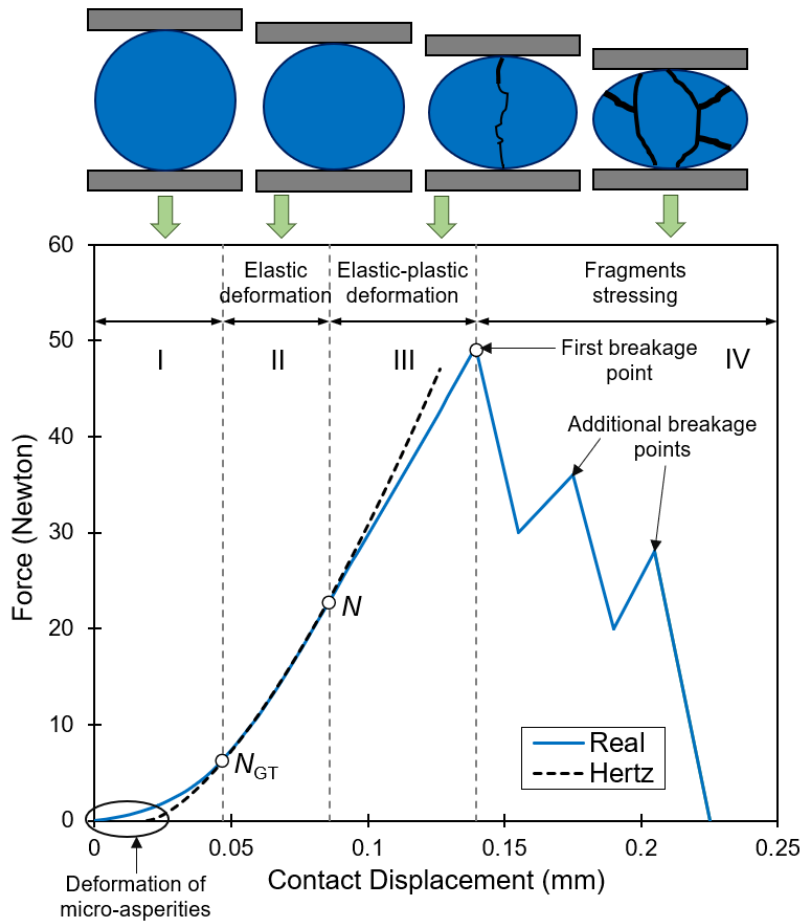 60
50
40
30
20
10
0
Force (Newton)
Elastic
deformation
Elastic-plastic
deformation
Fragments
stressing
I
II
III
IV
First breakage
point
Additional breakage
points
N
N_GT
Real
Hertz
0
0.05
0.1
0.15
0.2
0.25
Contact Displacement (mm)
Deformation of
micro-asperities